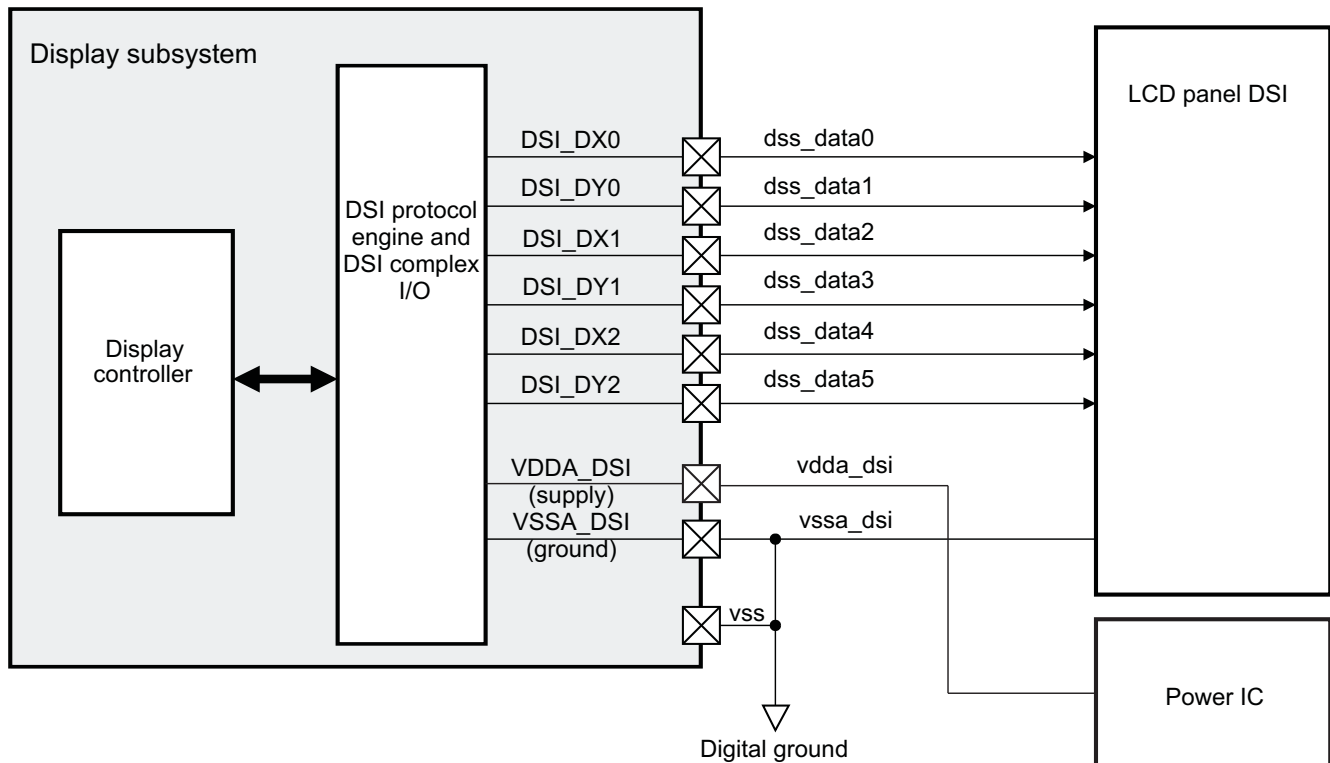 Display subsystem
LCD panel DSI
DSI_DX0
dss_data0
DSI_DY0
dss_data1
DSI protocol
engine and
DSI complex
I/O
DSI_DX1
dss_data2
DSI_DY1
dss_data3
DSI_DX2
dss_data4
Display
controller
DSI_DY2
dss_data5
VDDA_DSI
(supply)
vdda_dsi
VSSA_DSI
(ground)
vssa_dsi
vss
Power IC
Digital ground